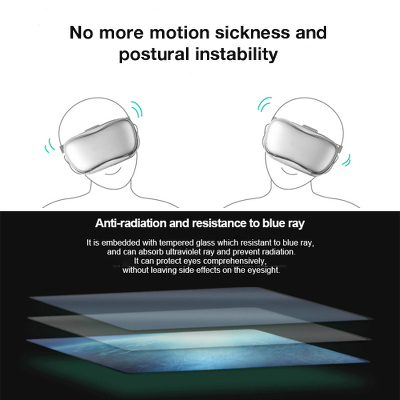 No more motion sickness and
postural instability
Anti-radiation and resistance to blue ray
It is embedded with tempered glass which resistant to blue ray,
and can absorb ultraviolet ray and prevent radiation.
It can protect eyes comprehensively,
without leaving side effects on the eyesight.